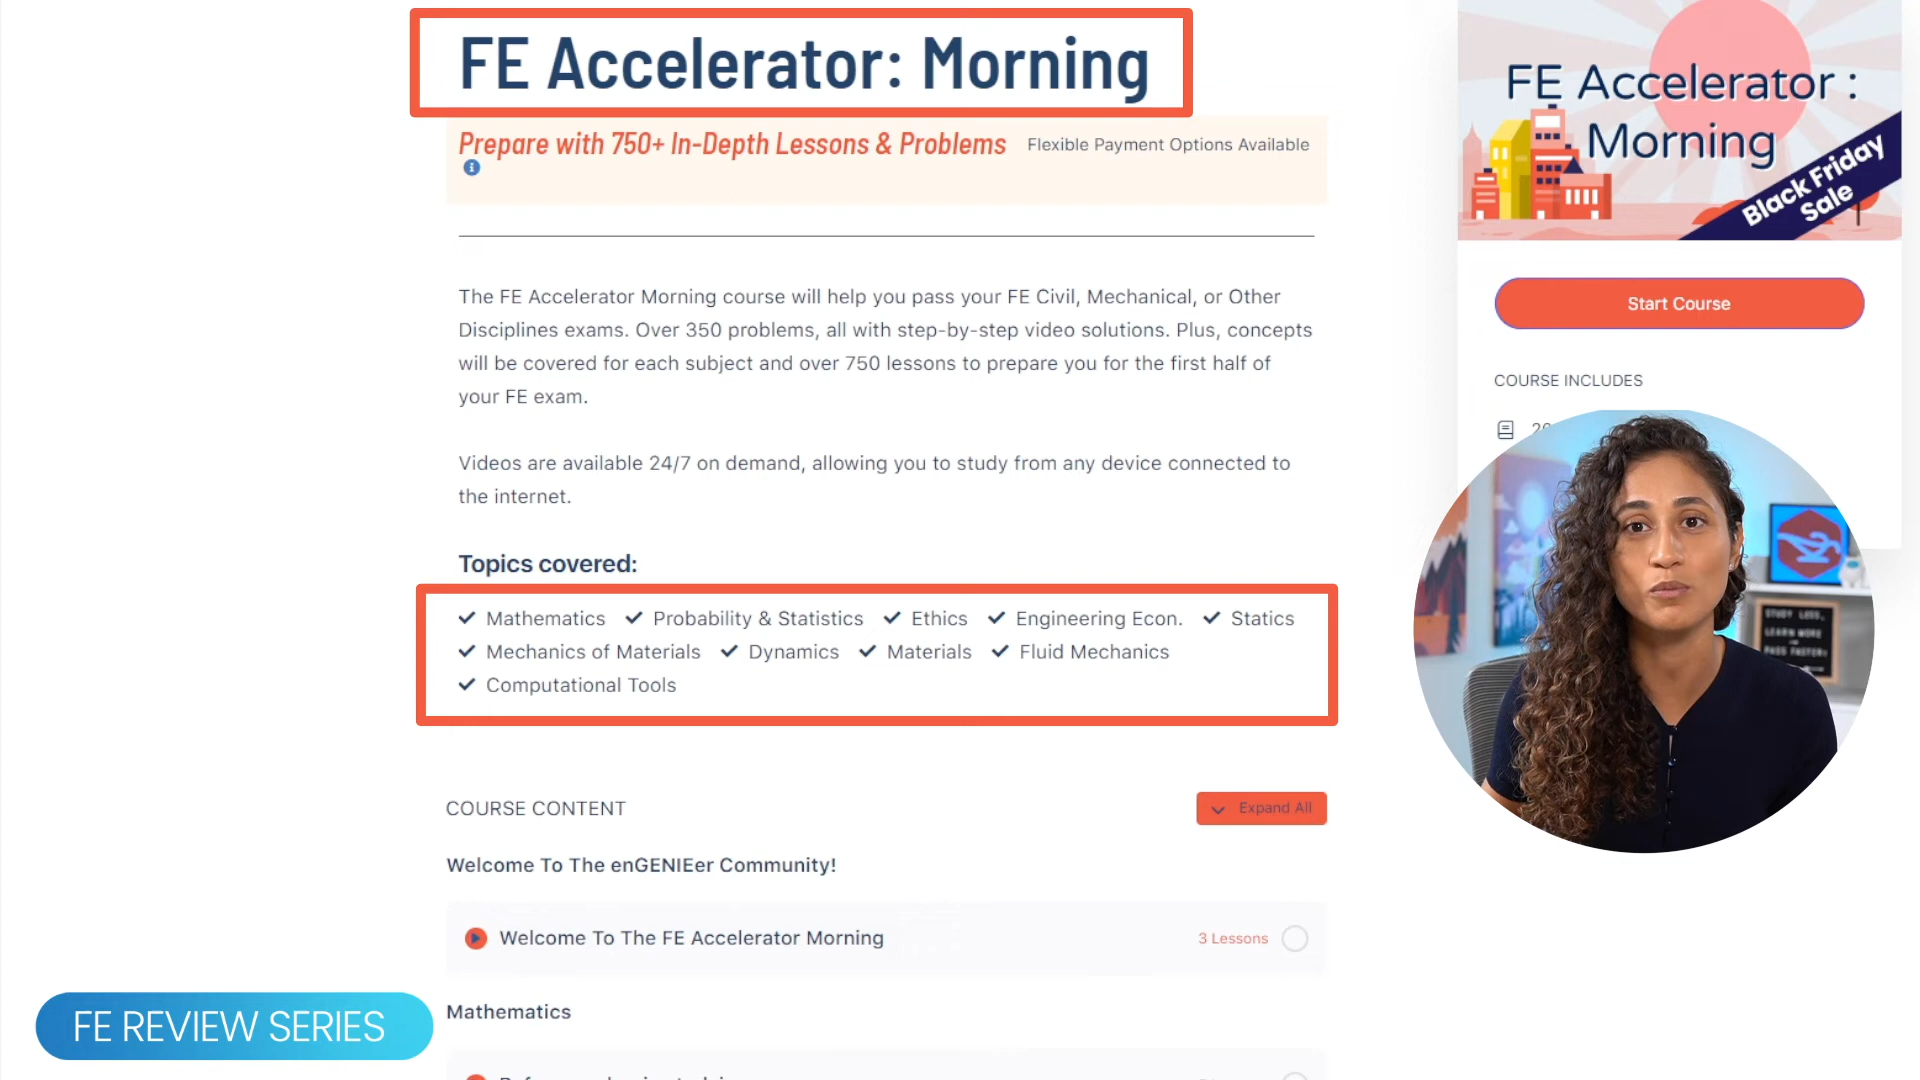 FE Accelerator: Morning
Prepare with 750+ In-Depth Lessons & Problems
Flexible Payment Options Available
The FE Accelerator Morning course will help you pass your FE Civil, Mechanical, or Other
Disciplines exams. Over 350 problems, all with step-by-step video solutions. Plus, concepts
will be covered for each subject and over 750 lessons to prepare you for the first half of
your FE exam.
Videos are available 24/7 on demand, allowing you to study from any device connected to
the internet.
Topics covered:
Mathematics Probability & Statistics Ethics Engineering Econ. Statics
Mechanics of Materials Dynamics Materials Fluid Mechanics
Computational Tools
COURSE CONTENT
Expand All
Welcome To The enGENIEer Community!
Welcome To The FE Accelerator Morning
3 Lessons
Mathematics
FE REVIEW SERIES
FE Accelerator :
Morning
Black Friday
Sale
Start Course
COURSE INCLUDES
STUDY LESS,
LEARN MORE
PASS FASTER!